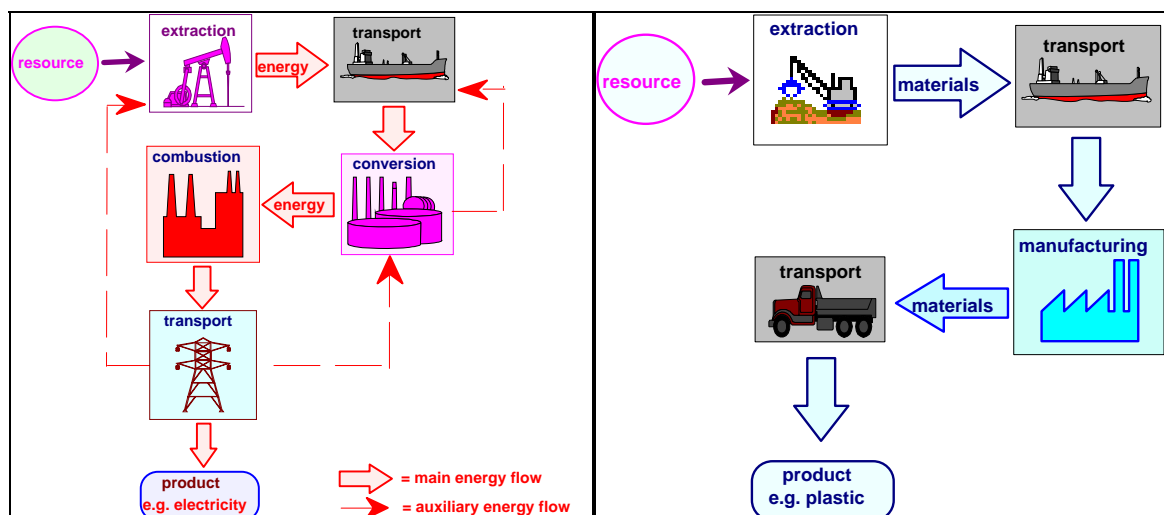 resource
extraction
energy
transport
combustion
conversion
energy
transport
product
e.g. electricity
= main energy flow
= auxiliary energy flow
resource
extraction
materials
transport
manufacturing
materials
transport
product
e.g. plastic